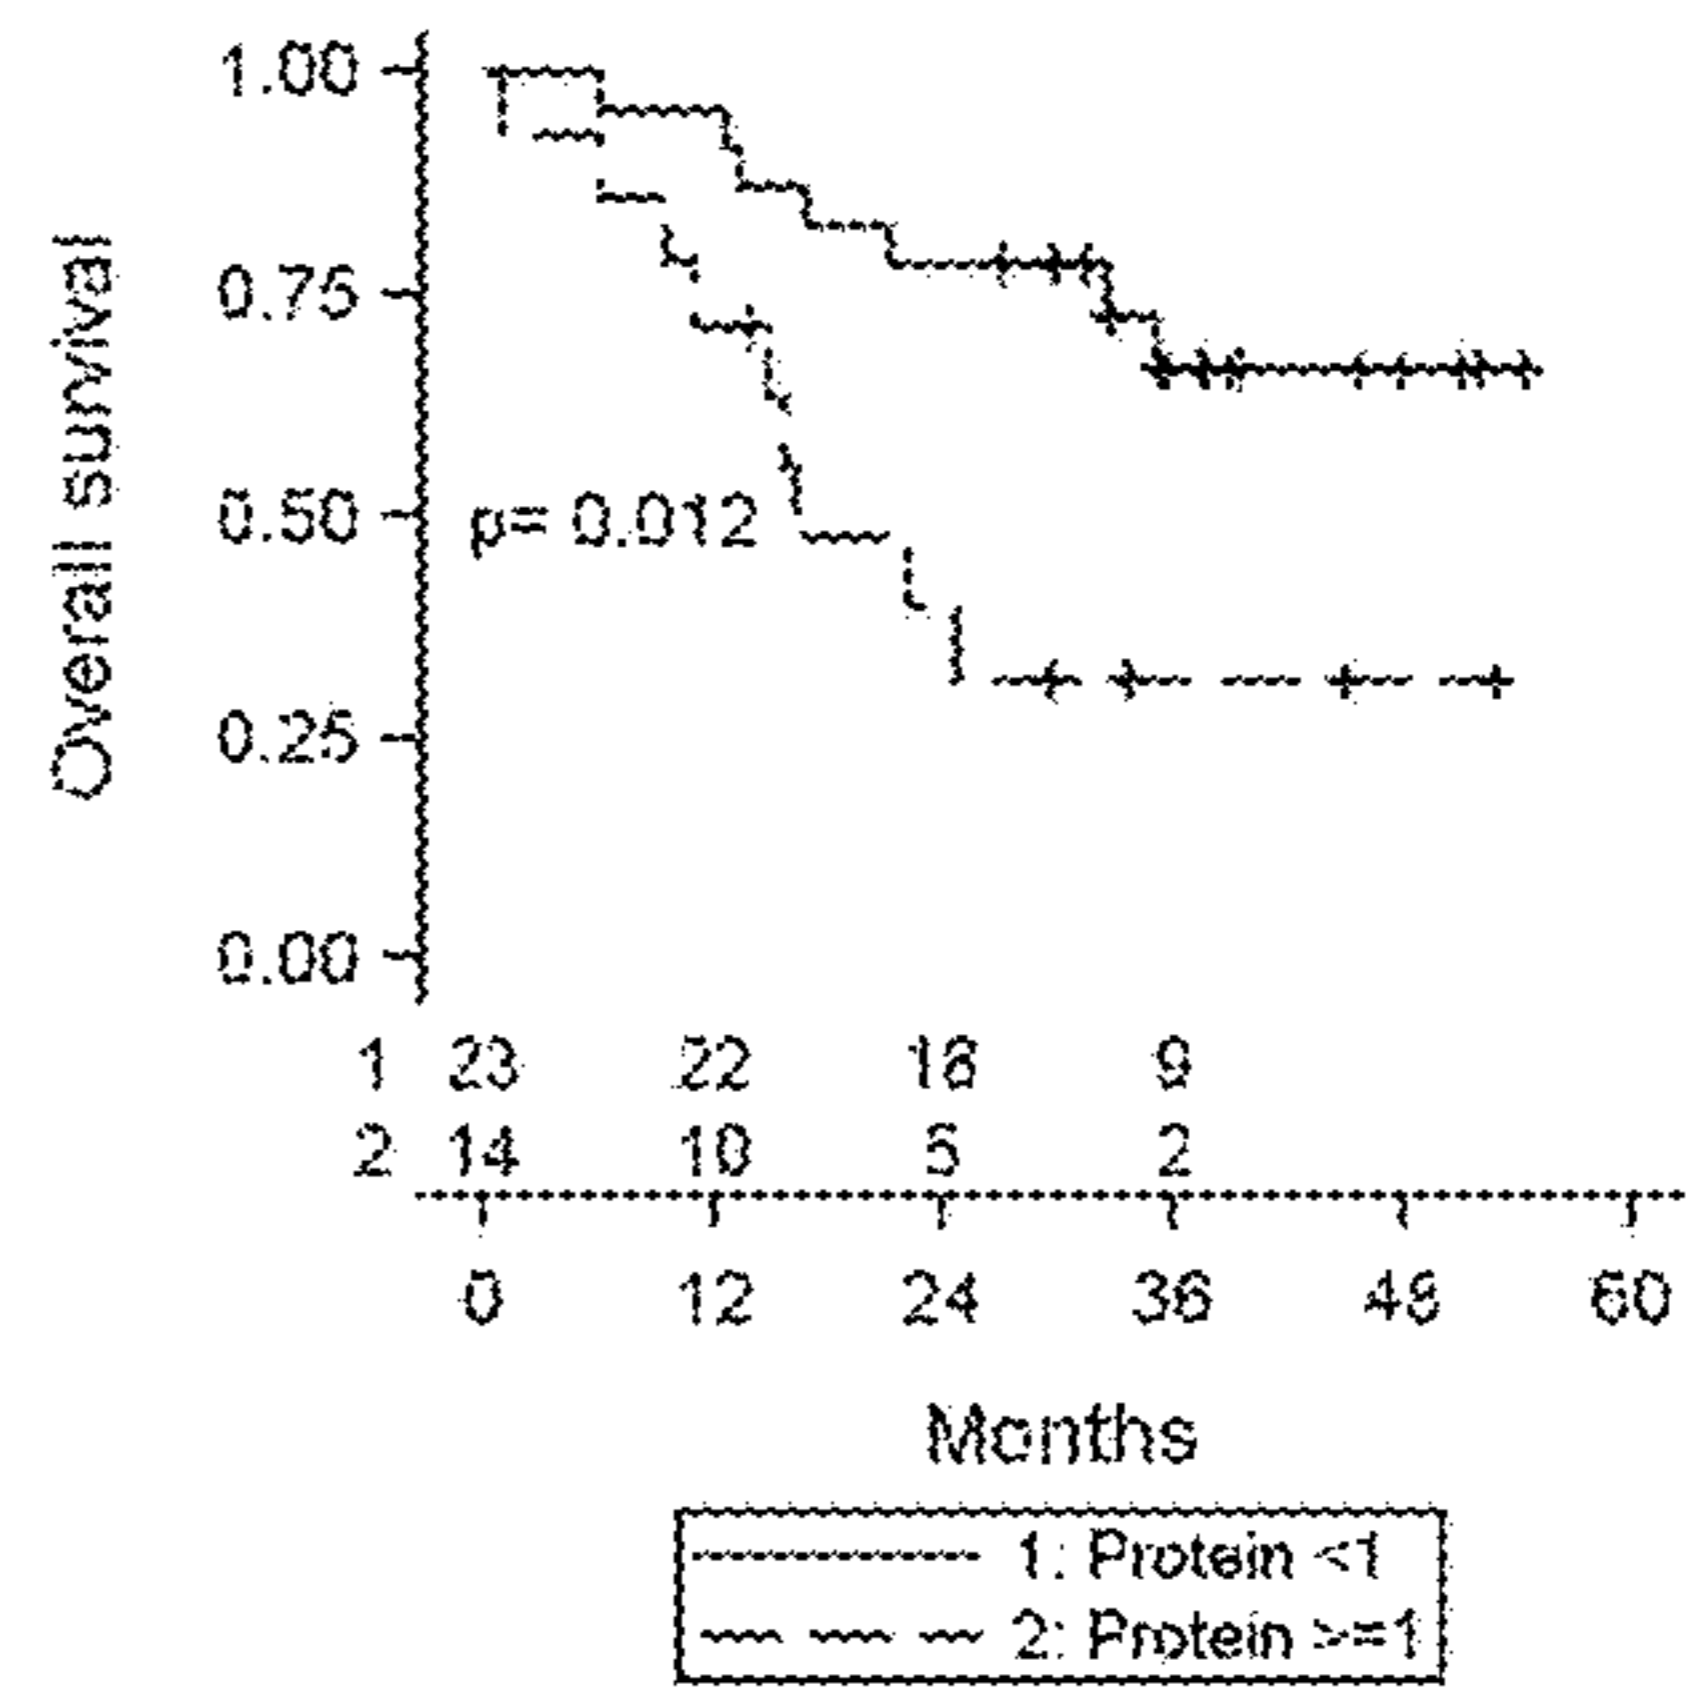 Overall survival
1.00
0.75
0.50
p= 0.012
0.25
0.00
1 23 22 18 9
2 14 10 5 2
0 12 24 36 48 60
Months
1: Protein <1
2: Protein >=1